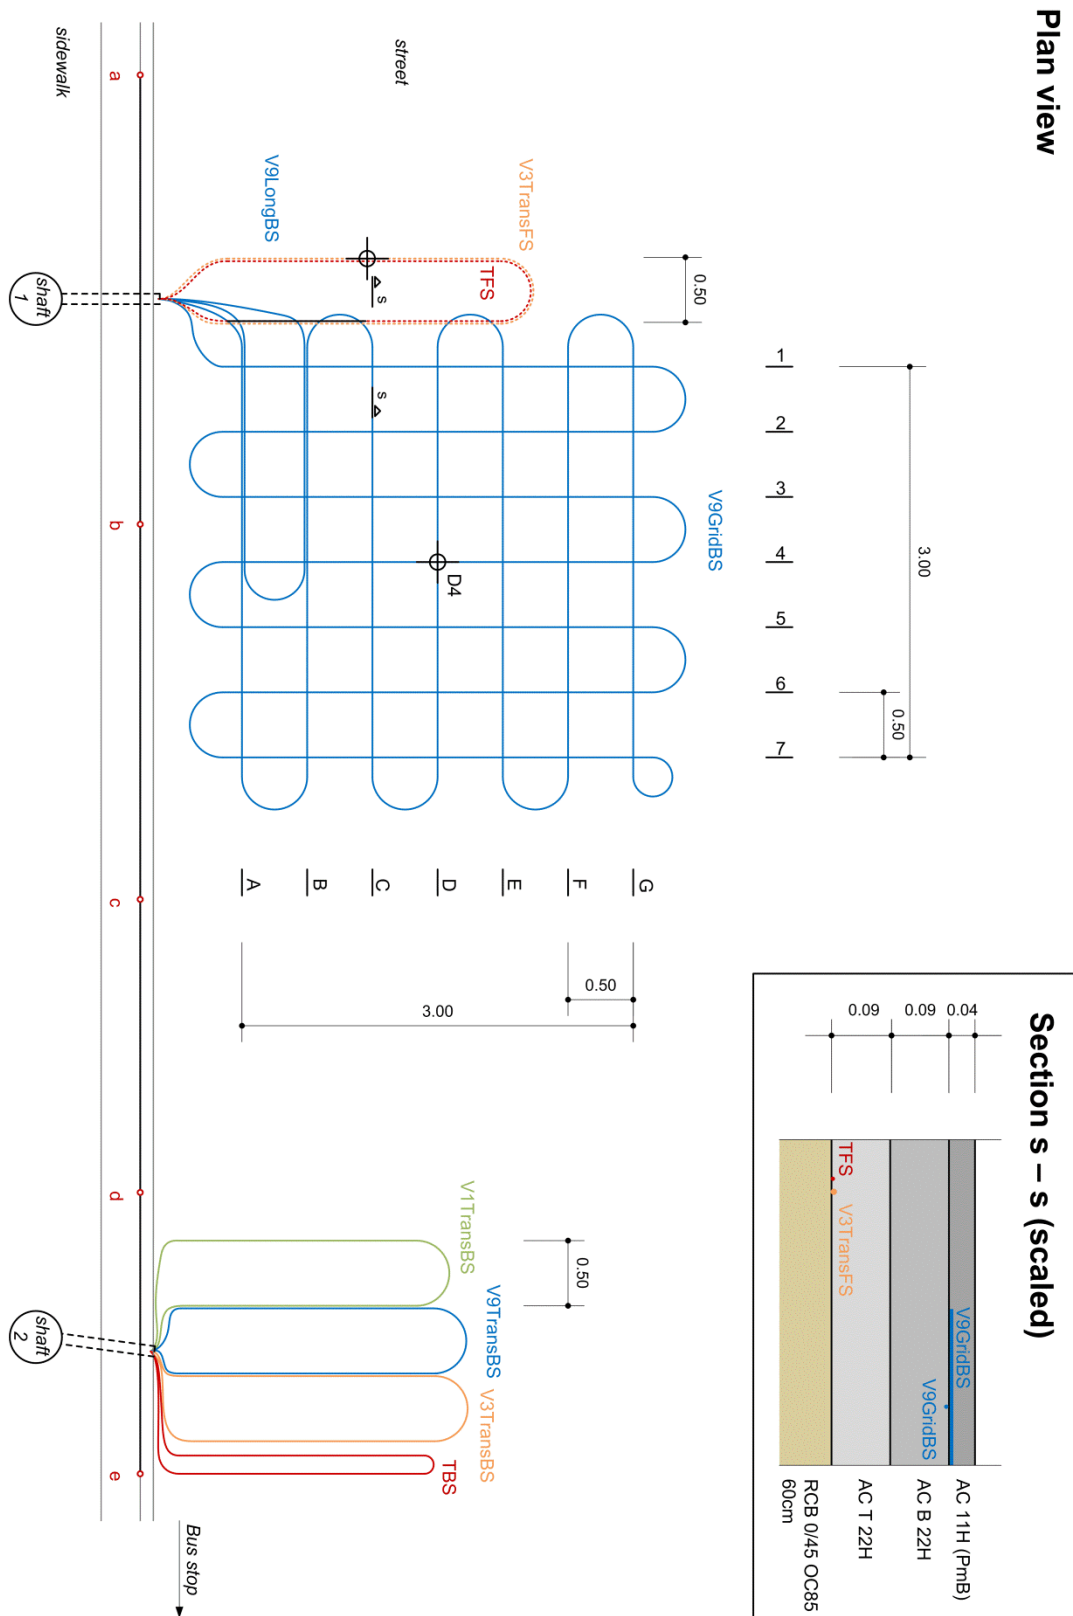 Plan view
sidewalk
street
a
b
c
d
e
shaft
1
shaft
2
V9LongBS
V3TransFS
TFS
s
s
0.50
1
2
3
4
5
6
7
3.00
0.50
V9GridBS
D4
A
B
C
D
E
F
G
0.50
3.00
V1TransBS
0.50
V9TransBS
V3TransBS
TBS
Bus stop
Section s – s (scaled)
0.09
0.09
0.04
TFS
V3TransFS
V9GridBS
V9GridBS
AC 11H (PmB)
AC B 22H
AC T 22H
RCB 0/45 OC85
60cm